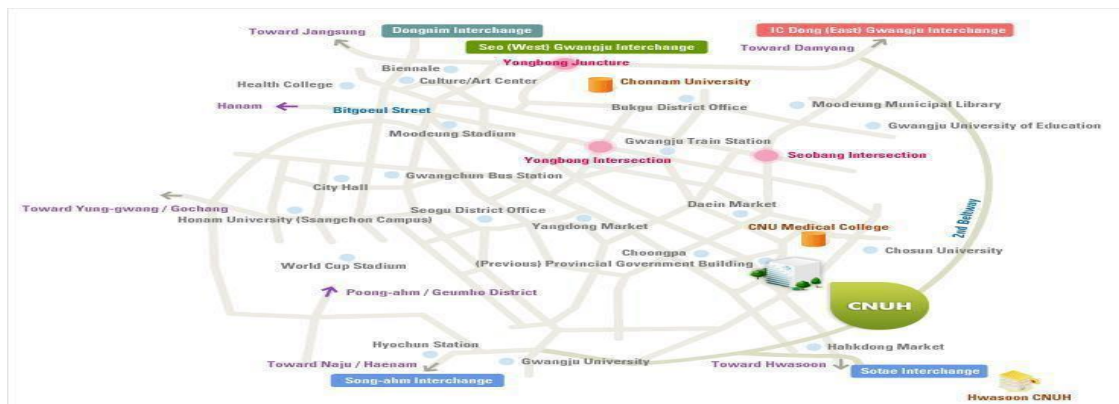 Toward Jangsung
Dongnim Interchange
IC Dong (East) Gwangju Interchange
Seo (West) Gwangju Interchange
Toward Damyang
Yongbong Juncture
Biennale
Culture/Art Center
Chonnam University
Health College
Hanam
Bitgoeul Street
Bukgu District Office
Moodeung Municipal Library
Moodeung Stadium
Gwangju University of Education
Gwangju Train Station
Yongbong Intersection
Seobang Intersection
Gwangchun Bus Station
City Hall
Toward Yung-gwang / Gochang
Honam University (Ssangchon Campus)
Seogu District Office
Yangdong Market
Daein Market
CNU Medical College
2nd Beltway
Choongpa
(Previous) Provincial Government Building
Chosun University
World Cup Stadium
Poong-ahm / Geumho District
CNUH
Hyochun Station
Hakkdong Market
Toward Naju / Haenam
Gwangju University
Toward Hwasoon
Song-ahm Interchange
Sotae Interchange
Hwasoon CNUH